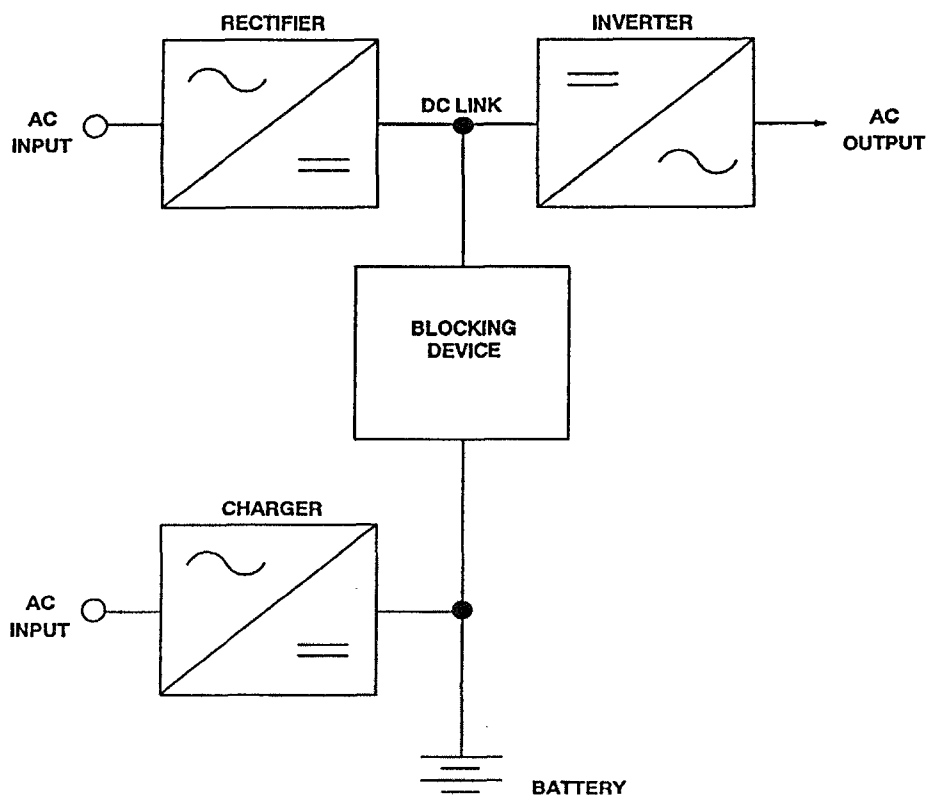 RECTIFIER
INVERTER
DC LINK
AC
INPUT
AC
OUTPUT
BLOCKING
DEVICE
CHARGER
AC
INPUT
BATTERY